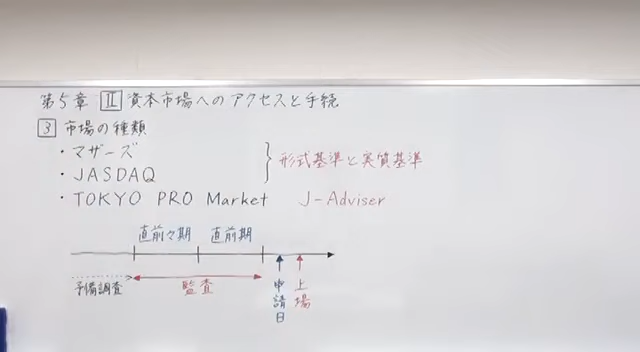 第5章 Ⅱ 資本市場へのアクセスと手続
3 市場の種類
・マザーズ
・JASDAQ
形式基準と実質基準
・TOKYO PRO Market J-Adviser
直前々期 直前期
予備調査 監査 申請日 上場